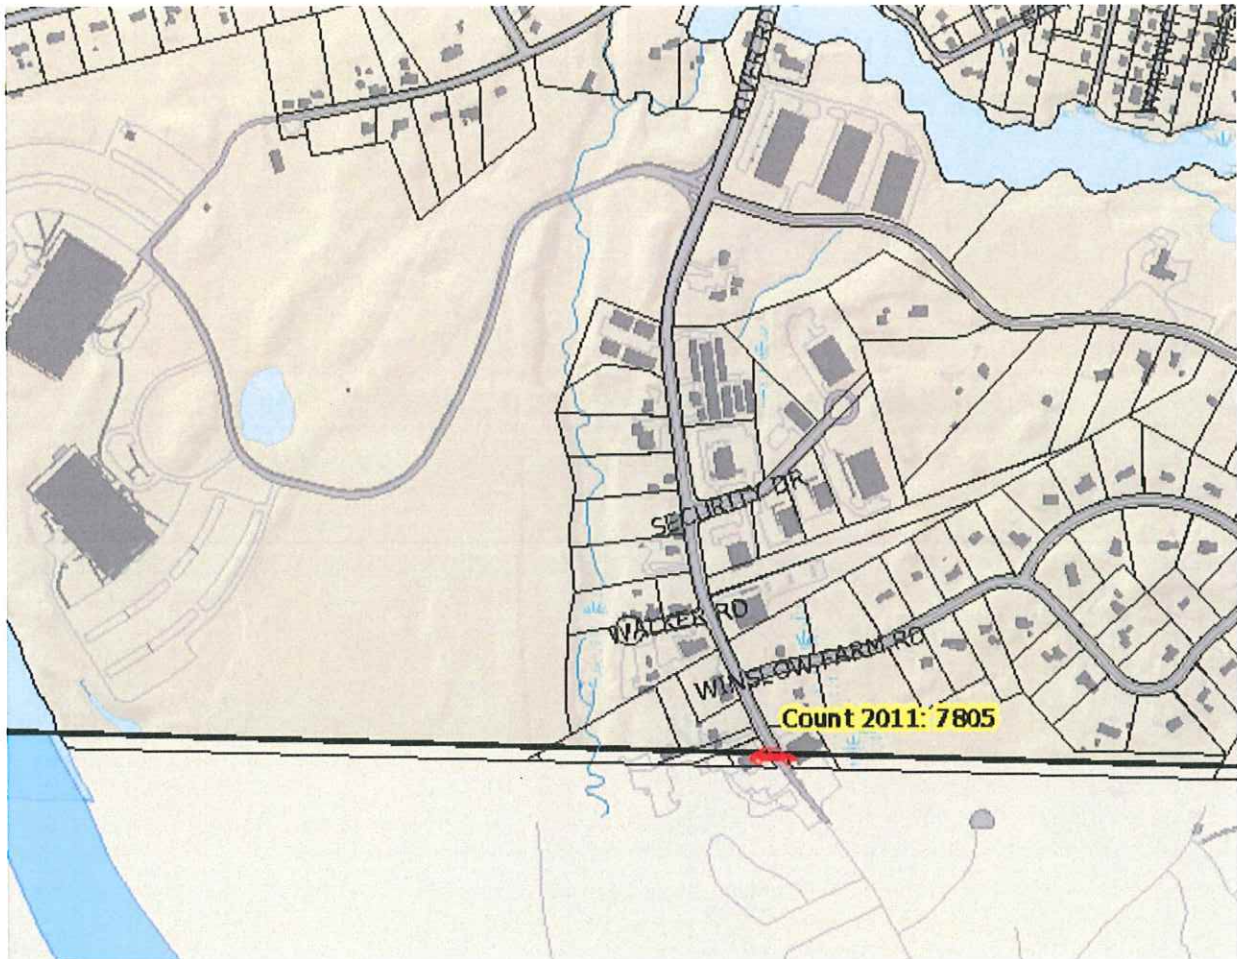 RIVER RD
SECURITY DR
WALKER RD
WINSLOW FARM RD
Count 2011: 7805